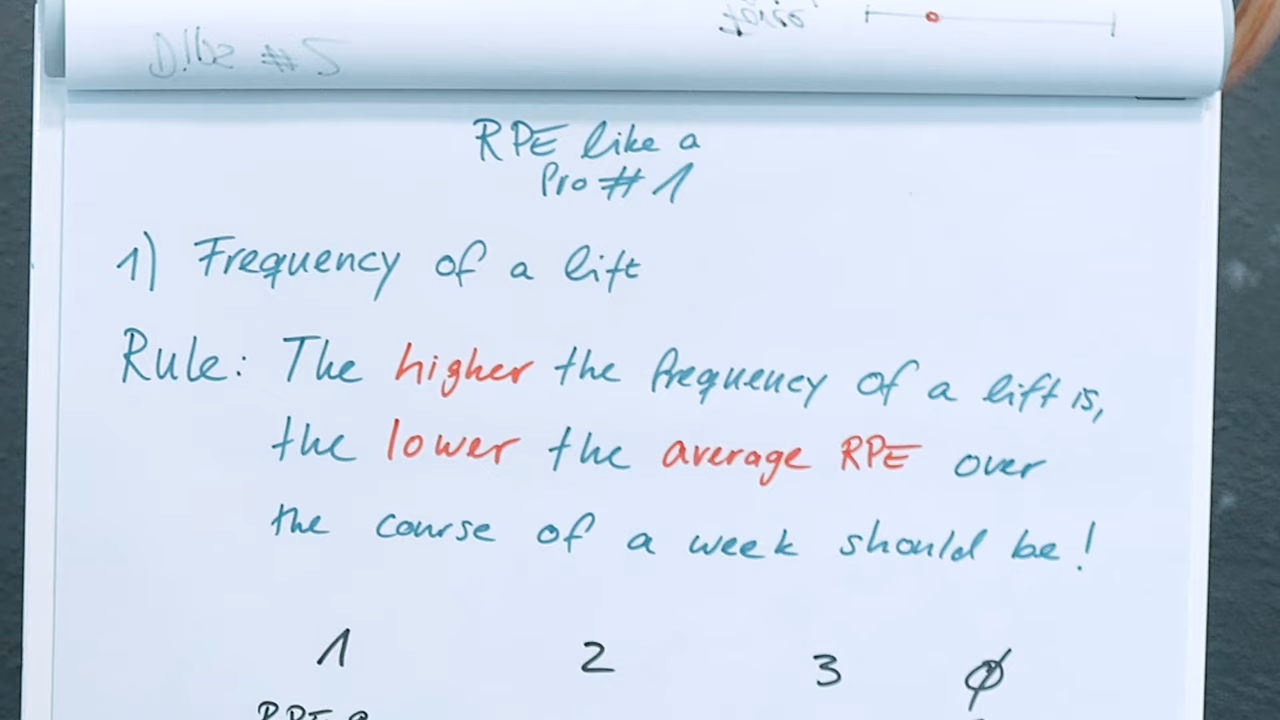 #5
RPE like a
Pro #1
1) Frequency of a lift
Rule: The higher the frequency of a lift is,
the lower the average RPE over
the course of a week should be!
1 2 3 Ø